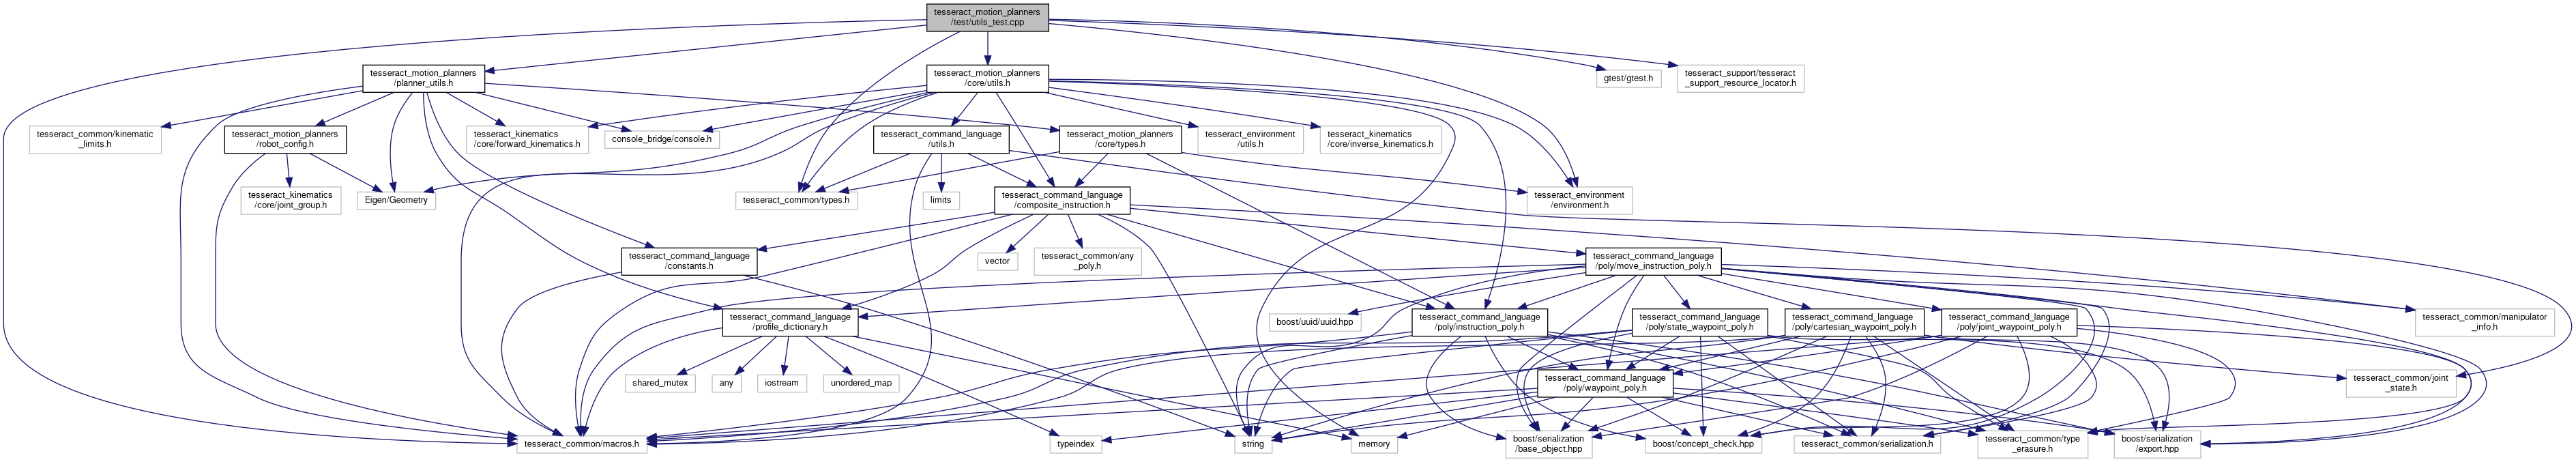 tesseract_motion_planners
/test/utils_test.cpp
tesseract_motion_planners
/planner_utils.h
tesseract_motion_planners
/core/utils.h
gtest/gtest.h
tesseract_support/tesseract
_support_resource_locator.h
tesseract_common/kinematic
_limits.h
tesseract_motion_planners
/robot_config.h
tesseract_kinematics
/core/forward_kinematics.h
console_bridge/console.h
tesseract_command_language
/utils.h
tesseract_motion_planners
/core/types.h
tesseract_environment
/utils.h
tesseract_kinematics
/core/inverse_kinematics.h
tesseract_kinematics
/core/joint_group.h
Eigen/Geometry
tesseract_common/types.h
limits
tesseract_command_language
/composite_instruction.h
tesseract_environment
/environment.h
tesseract_command_language
/constants.h
vector
tesseract_common/any
_poly.h
tesseract_command_language
/poly/move_instruction_poly.h
tesseract_command_language
/profile_dictionary.h
boost/uuid/uuid.hpp
tesseract_command_language
/poly/instruction_poly.h
tesseract_command_language
/poly/state_waypoint_poly.h
tesseract_command_language
/poly/cartesian_waypoint_poly.h
tesseract_command_language
/poly/joint_waypoint_poly.h
tesseract_common/manipulator
_info.h
shared_mutex
any
iostream
unordered_map
tesseract_command_language
/poly/waypoint_poly.h
tesseract_common/joint
_state.h
tesseract_common/macros.h
typeindex
string
memory
boost/serialization
/base_object.hpp
boost/concept_check.hpp
tesseract_common/serialization.h
tesseract_common/type
_erasure.h
boost/serialization
/export.hpp